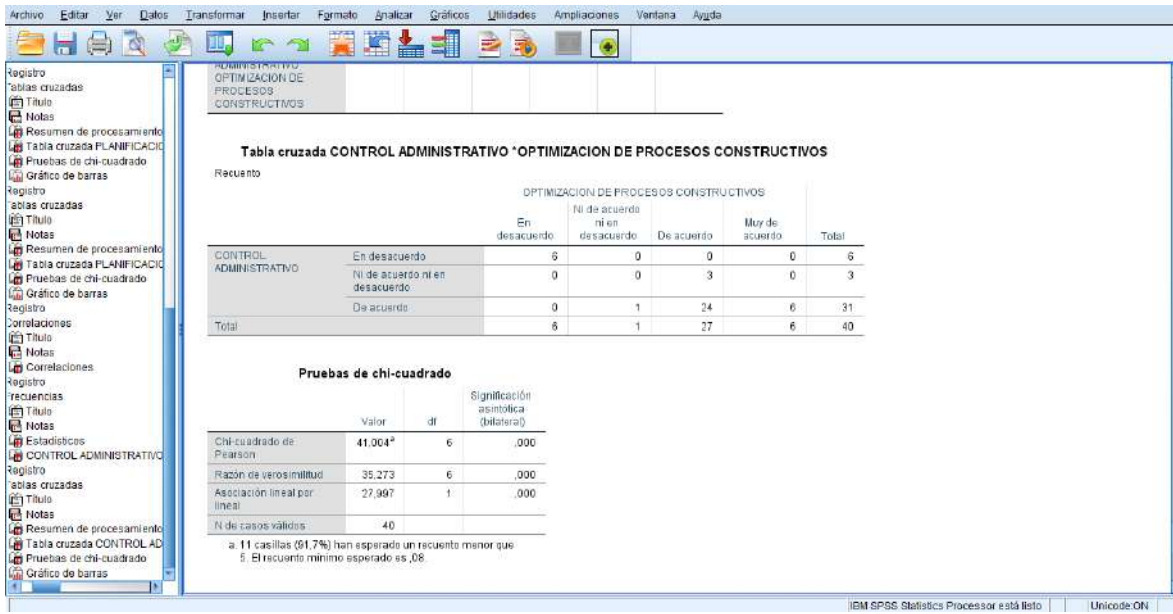 Archivo Editar Ver Datos Transformar Insertar Formato Analizar Gráficos Utilidades Ampliaciones Ventana Ayuda
Registro
Tablas cruzadas
Título
Notas
Resumen de procesamiento
Tabla cruzada PLANIFICACIO
Pruebas de chi-cuadrado
Gráfico de barras
Registro
Tablas cruzadas
Título
Notas
Resumen de procesamiento
Tabla cruzada PLANIFICACIO
Pruebas de chi-cuadrado
Gráfico de barras
Registro
Correlaciones
Título
Notas
Correlaciones
Registro
Frecuencias
Título
Notas
Estadísticos
CONTROL ADMINISTRATIVO
Registro
Tablas cruzadas
Título
Notas
Resumen de procesamiento
Tabla cruzada CONTROL AD
Pruebas de chi-cuadrado
Gráfico de barras
ADMINISTRATIVO
OPTIMIZACION DE
PROCESOS
CONSTRUCTIVOS
Tabla cruzada CONTROL ADMINISTRATIVO *OPTIMIZACION DE PROCESOS CONSTRUCTIVOS
Recuento
OPTIMIZACION DE PROCESOS CONSTRUCTIVOS
En desacuerdo Ni de acuerdo ni en desacuerdo De acuerdo Muy de acuerdo Total
CONTROL ADMINISTRATIVO En desacuerdo 6 0 0 0 6
Ni de acuerdo ni en desacuerdo 0 0 3 0 3
De acuerdo 0 1 24 6 31
Total 6 1 27 6 40
Pruebas de chi-cuadrado
Valor df Significación asintótica (bilateral)
Chi-cuadrado de Pearson 41,004ª 6 ,000
Razón de verosimilitud 35,273 6 ,000
Asociación lineal por lineal 27,997 1 ,000
N de casos válidos 40
a. 11 casillas (91,7%) han esperado un recuento menor que
5. El recuento mínimo esperado es ,08.
IBM SPSS Statistics Processor está listo Unicode:ON